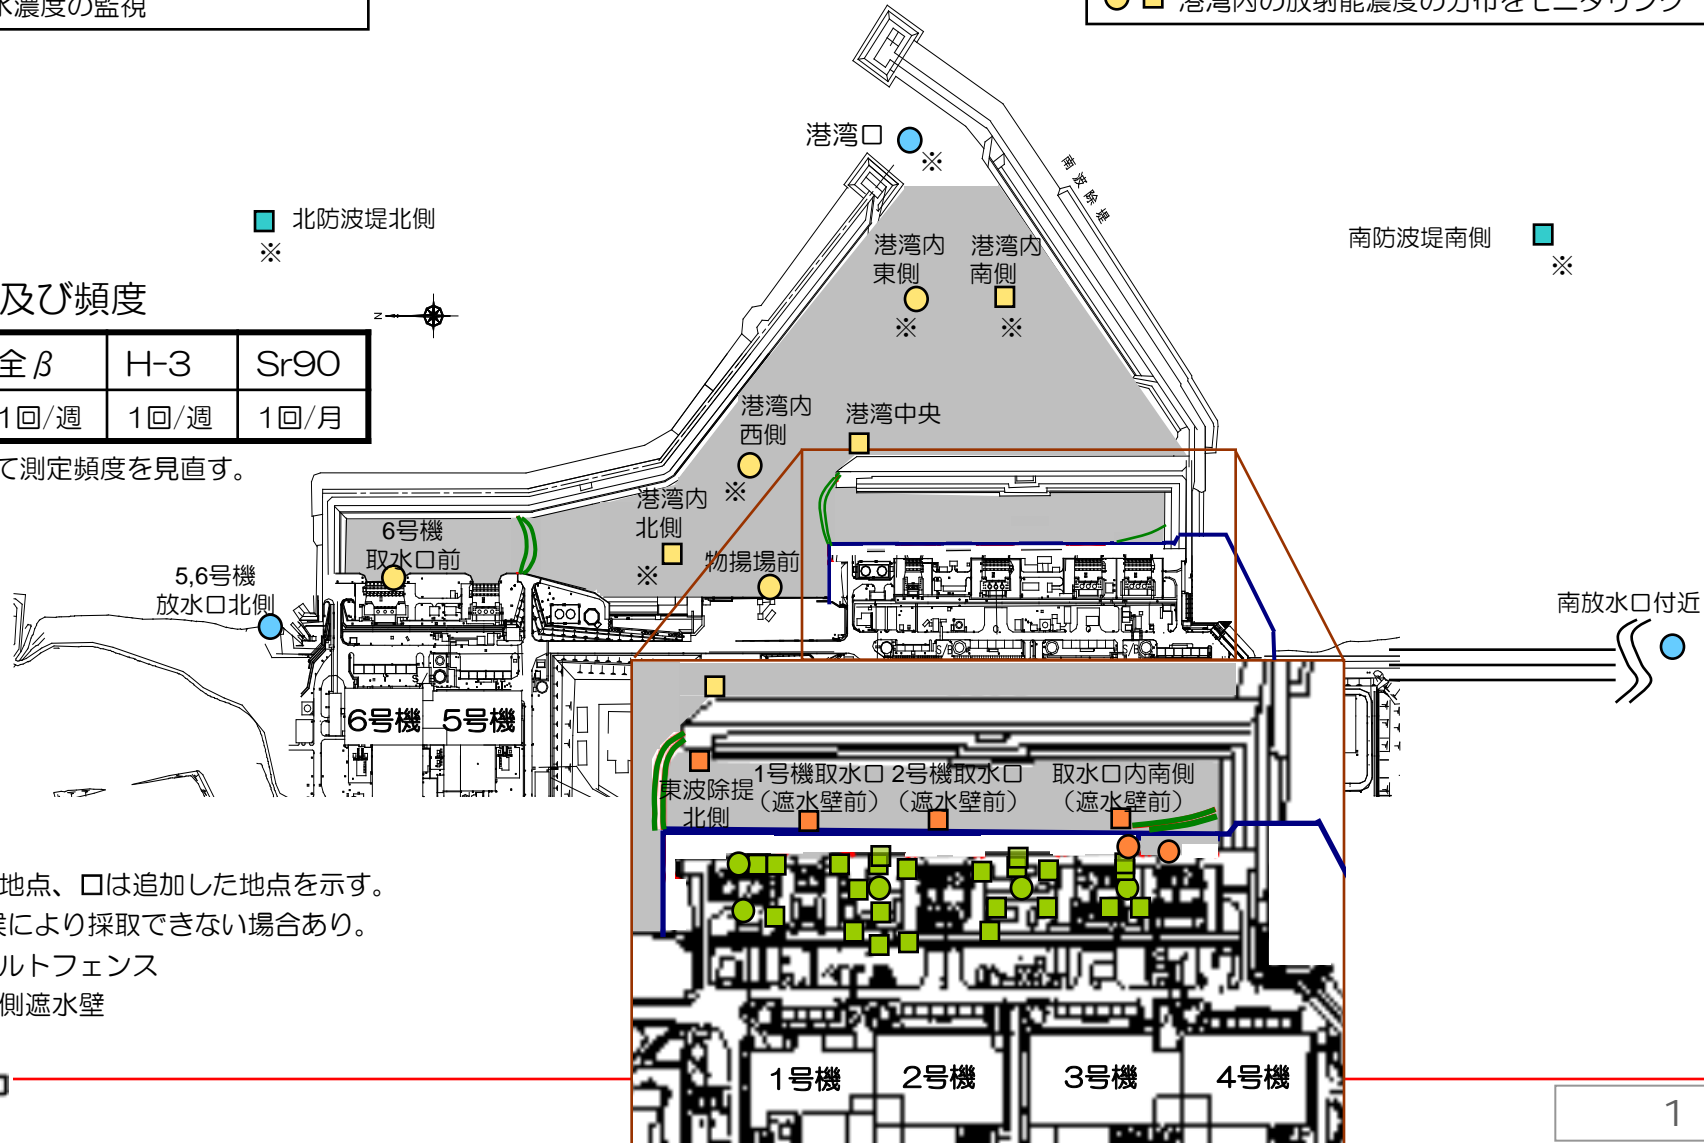 水濃度の監視
港湾内の放射能濃度の分布をモニタリング
港湾口
※
南波除堤
北防波堤北側
※
南防波堤南側
※
港湾内
東側
※
港湾内
南側
※
及び頻度
N
全β H-3 Sr90
1回/週 1回/週 1回/月
て測定頻度を見直す。
港湾内
西側
※
港湾中央
港湾内
北側
※
物揚場前
6号機
取水口前
5,6号機
放水口北側
南放水口付近
S/B
S/B
S/B
6号機 5号機
東波除堤
北側
1号機取水口
(遮水壁前)
2号機取水口
(遮水壁前)
取水口内南側
(遮水壁前)
地点、□は追加した地点を示す。
により採取できない場合あり。
ルトフェンス
側遮水壁
1号機 2号機 3号機 4号機
1